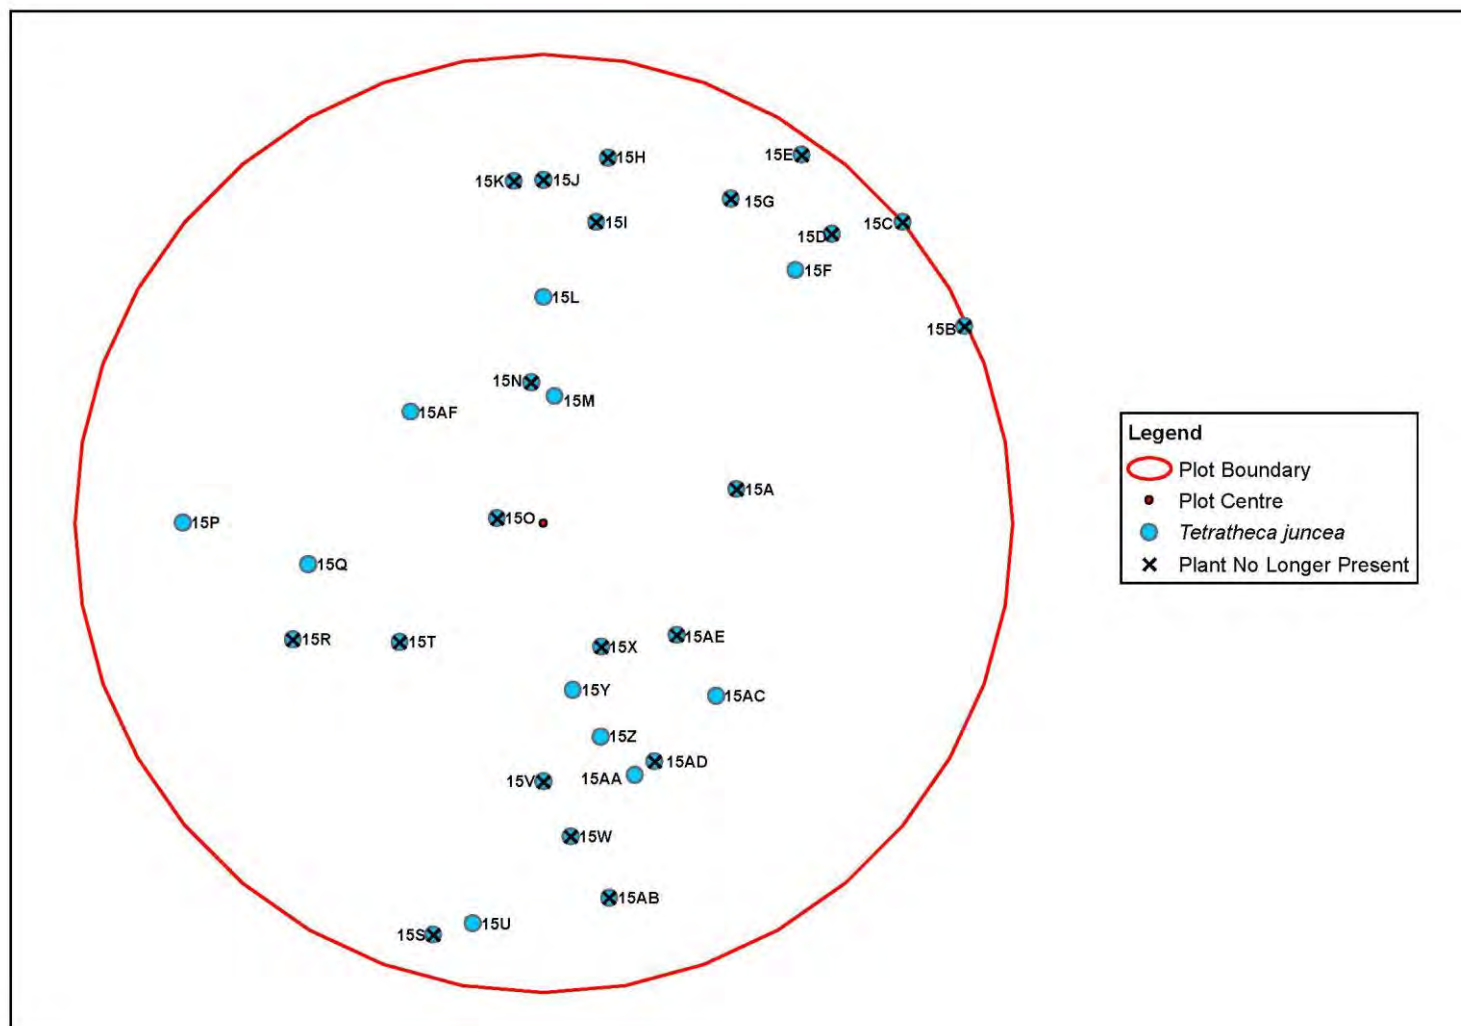 15H
15E
15K
15J
15G
15I
15C
15D
15F
15L
15B
15N
15M
15AF
15A
15O
15P
15Q
15R
15T
15X
15AE
15Y
15AC
15Z
15AD
15AA
15V
15W
15AB
15U
15S
Legend
Plot Boundary
Plot Centre
Tetratheca juncea
Plant No Longer Present